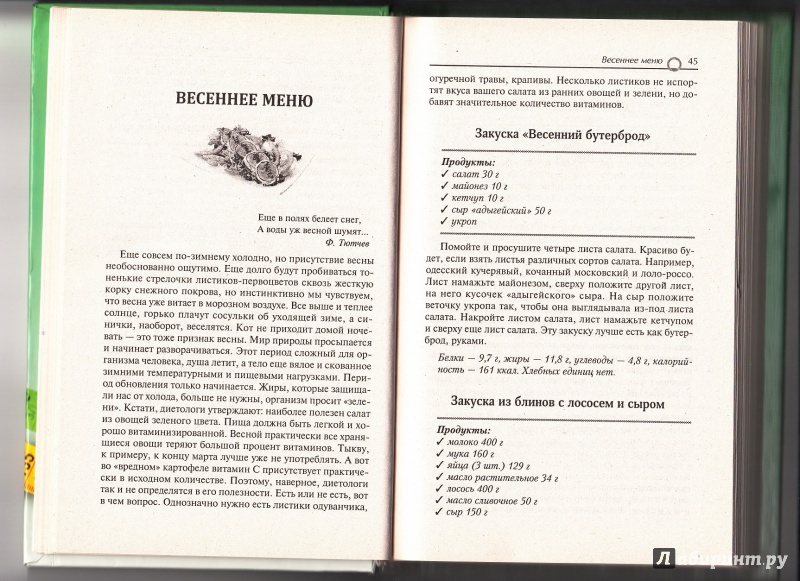 ВЕСЕННЕЕ МЕНЮ
Еще в полях белеет снег,
А воды уж весной шумят...
Ф. Тютчев
Еще совсем по-зимнему холодно, но присутствие весны
необоснованно ощутимо. Еще долго будут пробиваться то-
ненькие стрелочки листиков-первоцветов сквозь жесткую
корку снежного покрова, но инстинктивно мы чувствуем,
что весна уже витает в морозном воздухе. Все выше и теплее
солнце, горько плачут сосульки об уходящей зиме, а си-
нички, наоборот, веселятся. Кот не приходит домой ноче-
вать — это тоже признак весны. Мир природы просыпается
и начинает разворачиваться. Этот период сложный для ор-
ганизма человека, душа летит, а тело еще вялое и скованное
зимними температурными и пищевыми нагрузками. Пери-
од обновления только начинается. Жиры, которые защища-
ли нас от холода, больше не нужны, организм просит «зеле-
ни». Кстати, диетологи утверждают: наиболее полезен салат
из овощей зеленого цвета. Пища должна быть легкой и хо-
рошо витаминизированной. Весной практически все храня-
щиеся овощи теряют большой процент витаминов. Тыкву,
к примеру, к концу марта лучше уже не употреблять. А вот
во «вредном» картофеле витамин С присутствует практиче-
ски в исходном количестве. Поэтому, наверное, диетологи
так и не определятся в его полезности. Есть или не есть, вот
в чем вопрос. Однозначно нужно есть листики одуванчика,
Весеннее меню 45
огуречной травы, крапивы. Несколько листиков не испор-
тят вкуса вашего салата из ранних овощей и зелени, но до-
бавят значительное количество витаминов.
Закуска «Весенний бутерброд»
Продукты:
✓ салат 30 г
✓ майонез 10 г
✓ кетчуп 10 г
✓ сыр «адыгейский» 50 г
✓ укроп
Помойте и просушите четыре листа салата. Красиво бу-
дет, если взять листья различных сортов салата. Например,
одесский кучерявый, кочанный московский и лоло-россо.
Лист намажьте майонезом, сверху положите другой лист,
на него кусочек «адыгейского» сыра. На сыр положите
веточку укропа так, чтобы она выглядывала из-под листа
салата. Накройте листом салата, лист намажьте кетчупом
и сверху еще лист салата. Эту закуску лучше есть как бутер-
брод, руками.
Белки — 9,7 г, жиры — 11,8 г, углеводы — 4,8 г, калорий-
ность — 161 ккал. Хлебных единиц нет.
Закуска из блинов с лососем и сыром
Продукты:
✓ молоко 400 г
✓ мука 160 г
✓ яйца (3 шт.) 129 г
✓ масло растительное 34 г
✓ лосось 400 г
✓ масло сливочное 50 г
✓ сыр 150 г
Лабиринт.ру